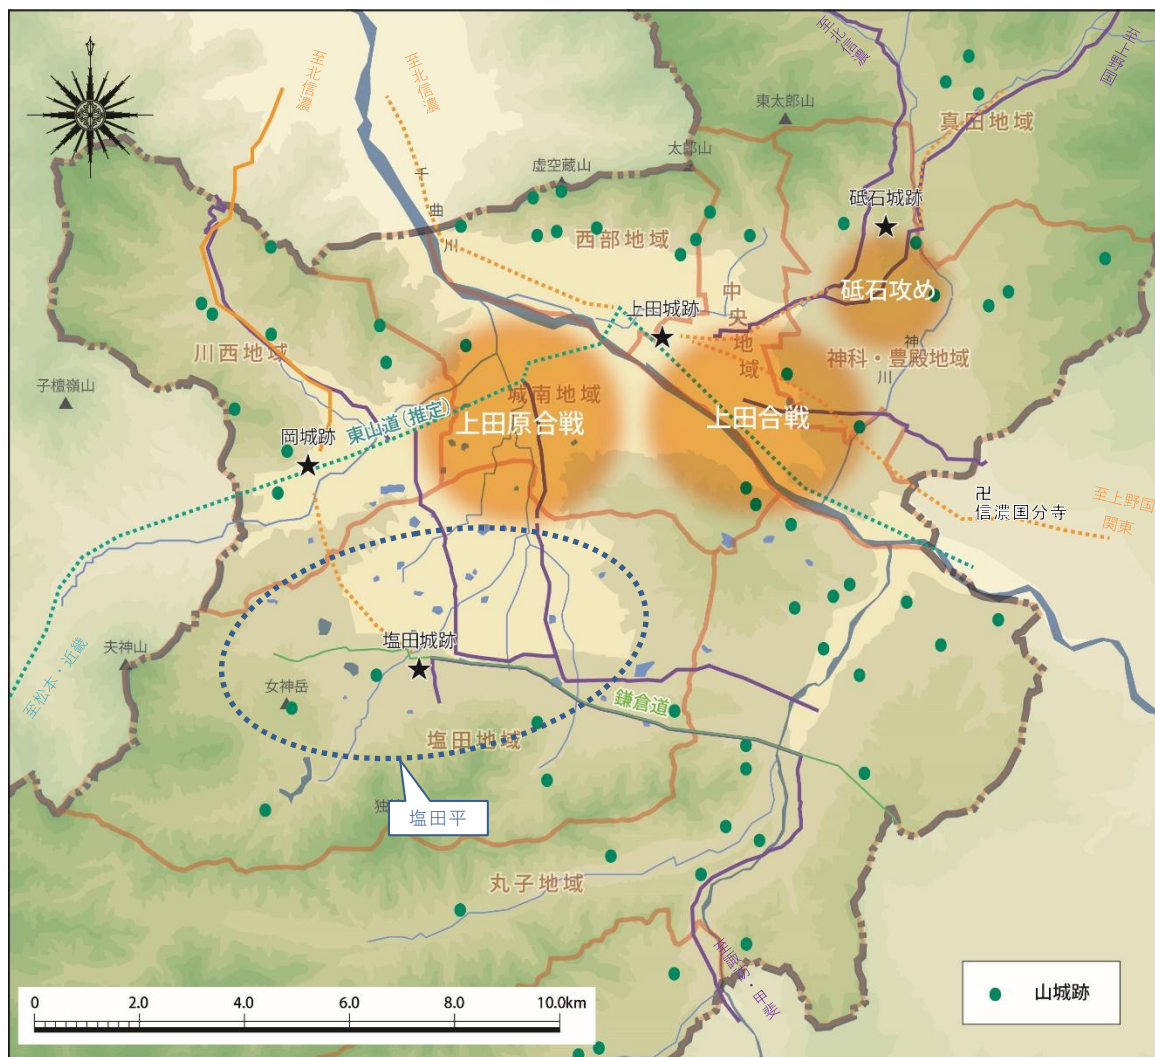 至北信濃
至北信濃
至北信濃
至上野国
東太郎山
真田地域
太郎山
虚空蔵山
千曲川
砥石城跡
西部地域
砥石攻め
上田城跡
中央地域
神科・豊殿地域
神川
川西地域
子檀嶺山
城南地域
上田原合戦
上田合戦
東山道(推定)
岡城跡
卍
信濃国分寺
至上野国
関東
塩田城跡
夫神山
至松本・近畿
女神岳
鎌倉道
塩田地域
独
塩田平
丸子地域
至諏訪・甲斐
山城跡
0 2.0 4.0 6.0 8.0 10.0km